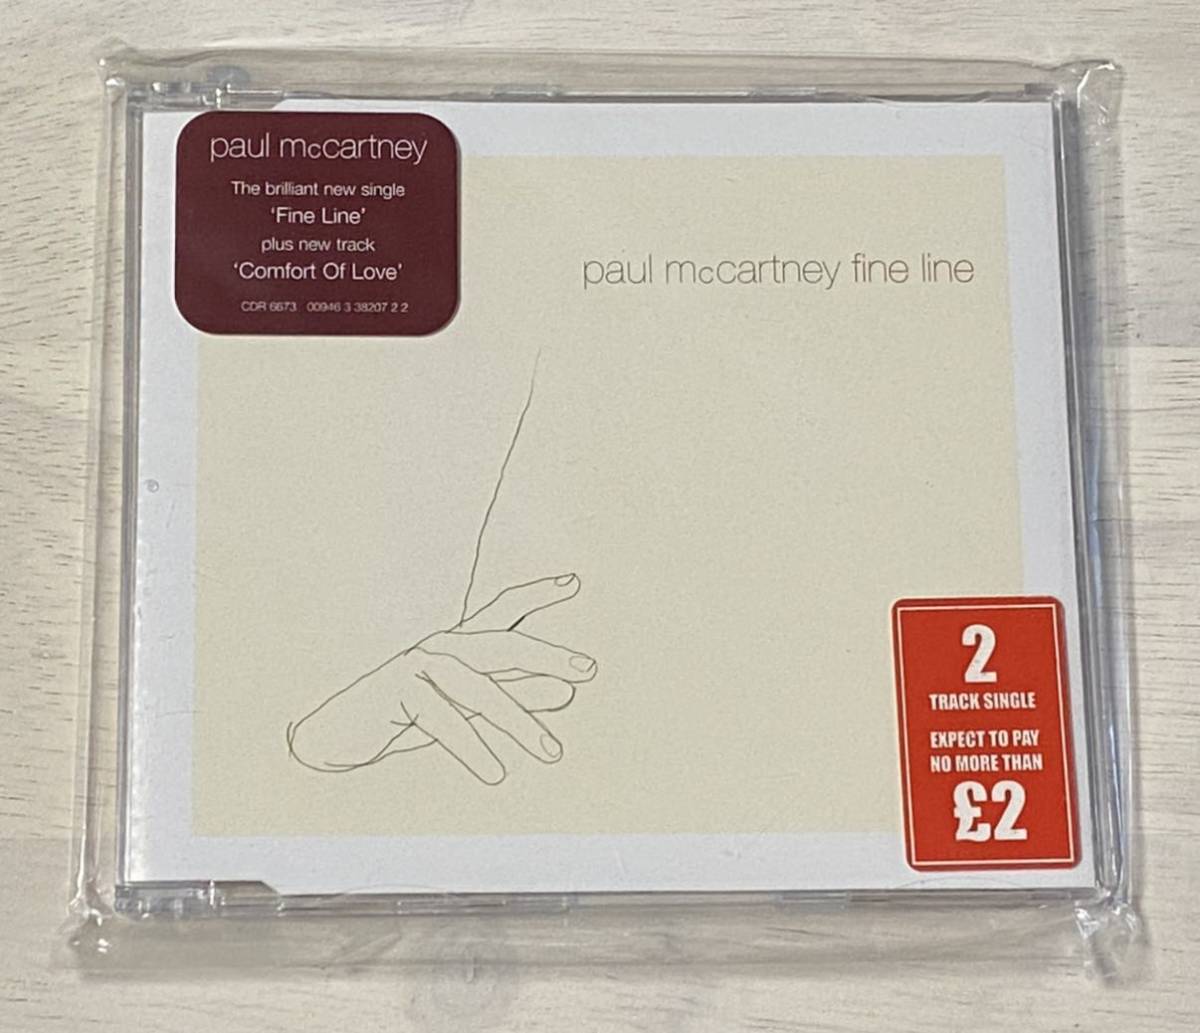 paul mccartney
The brilliant new single
‘Fine Line’
plus new track
‘Comfort Of Love’
CDR 6673 00946 3 38207 2 2
paul mccartney fine line
2
TRACK SINGLE
EXPECT TO PAY
NO MORE THAN
£2